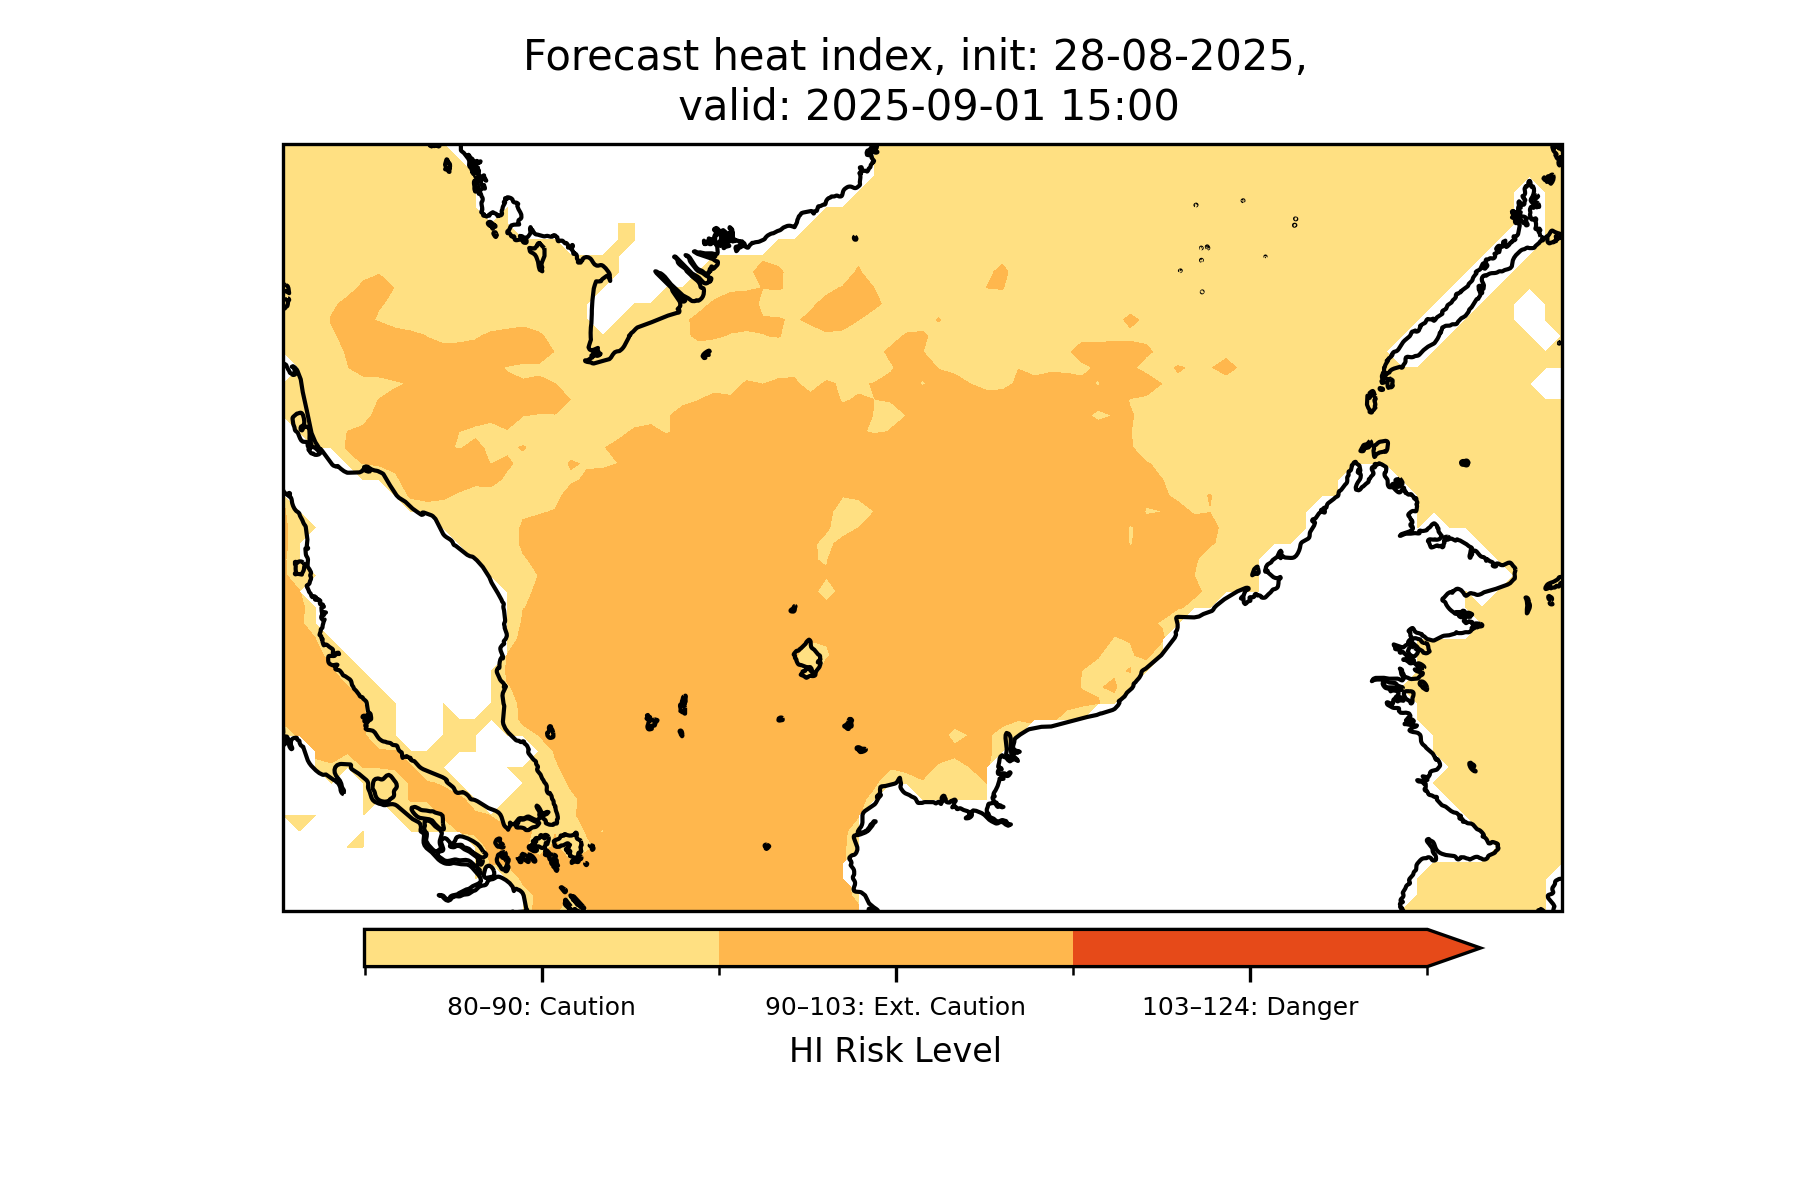 Forecast heat index, init: 28-08-2025,
valid: 2025-09-01 15:00
80–90: Caution
90–103: Ext. Caution
103–124: Danger
HI Risk Level